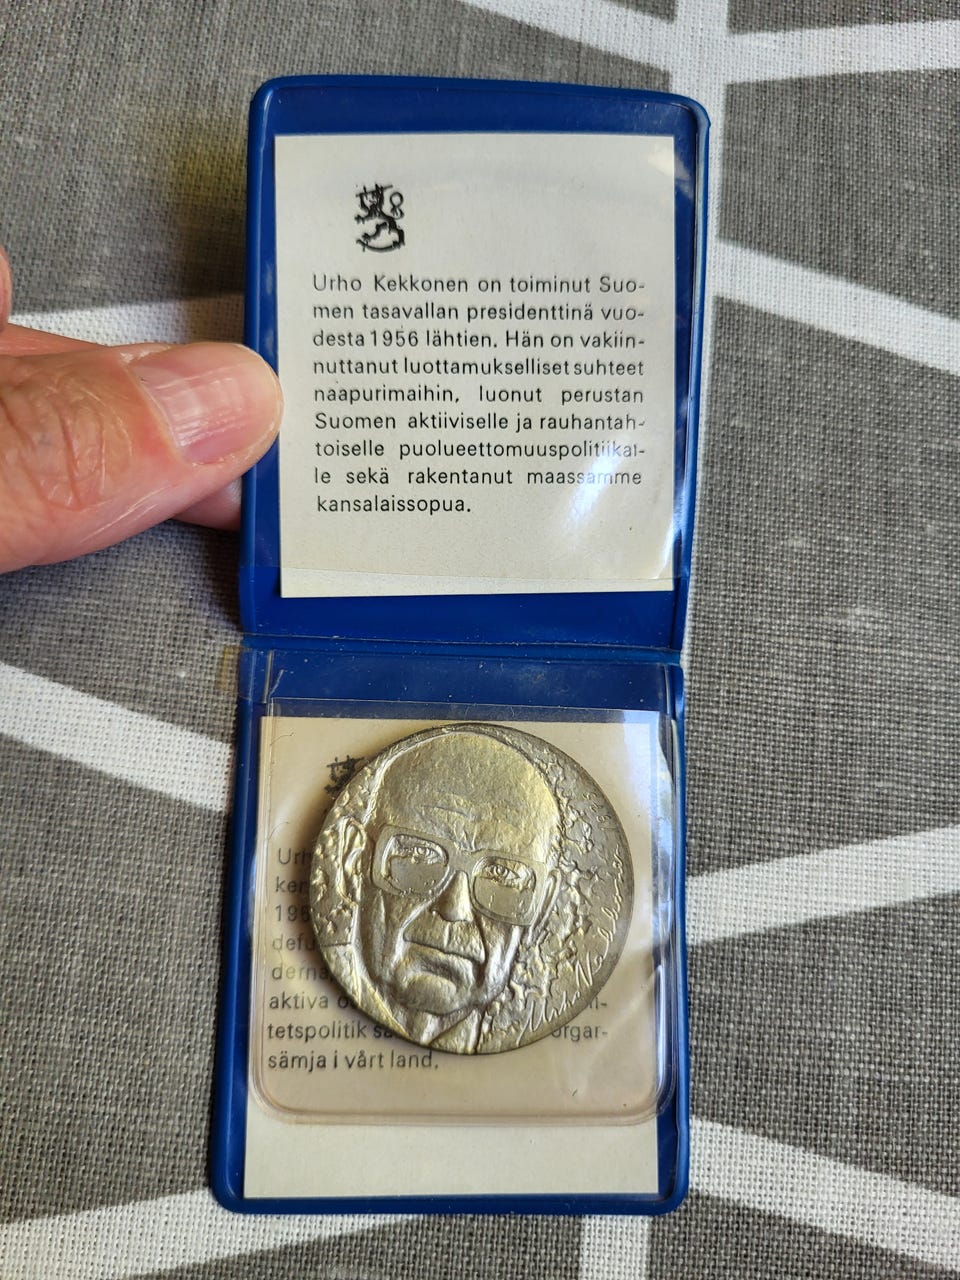 Urho Kekkonen on toiminut Suo-
men tasavallan presidenttinä vuo-
desta 1956 lähtien. Hän on vakiin-
nuttanut luottamukselliset suhteet
naapurimaihin, luonut perustan
Suomen aktiiviselle ja rauhantah-
toiselle puolueettomuuspolitiikal-
le sekä rakentanut maassamme
kansalaissopua.
aktiva
tetspolitik
sämja i vårt land.